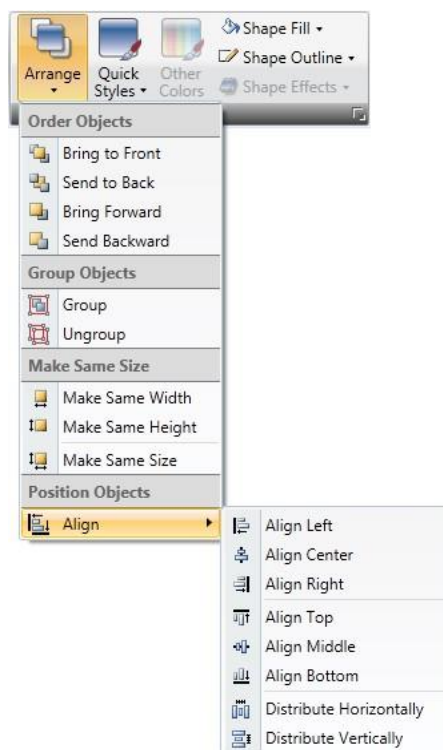 Arrange
Quick
Styles
Other
Colors
Shape Fill
Shape Outline
Shape Effects
Order Objects
Bring to Front
Send to Back
Bring Forward
Send Backward
Group Objects
Group
Ungroup
Make Same Size
Make Same Width
Make Same Height
Make Same Size
Position Objects
Align
Align Left
Align Center
Align Right
Align Top
Align Middle
Align Bottom
Distribute Horizontally
Distribute Vertically